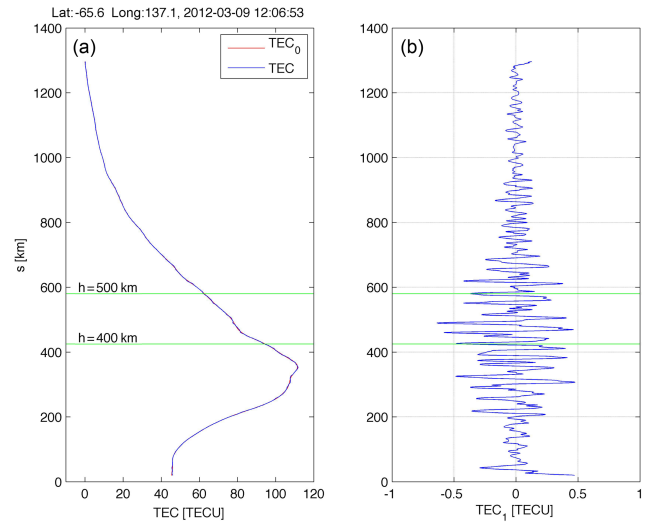 Lat:-65.6 Long:137.1, 2012-03-09 12:06:53
(a)
TEC0
TEC
h=500 km
h=400 km
1400
1200
1000
800
600
400
200
0
s [km]
0 20 40 60 80 100 120
TEC [TECU]
(b)
1400
1200
1000
800
600
400
200
0
-1 -0.5 0 0.5 1
TEC1 [TECU]